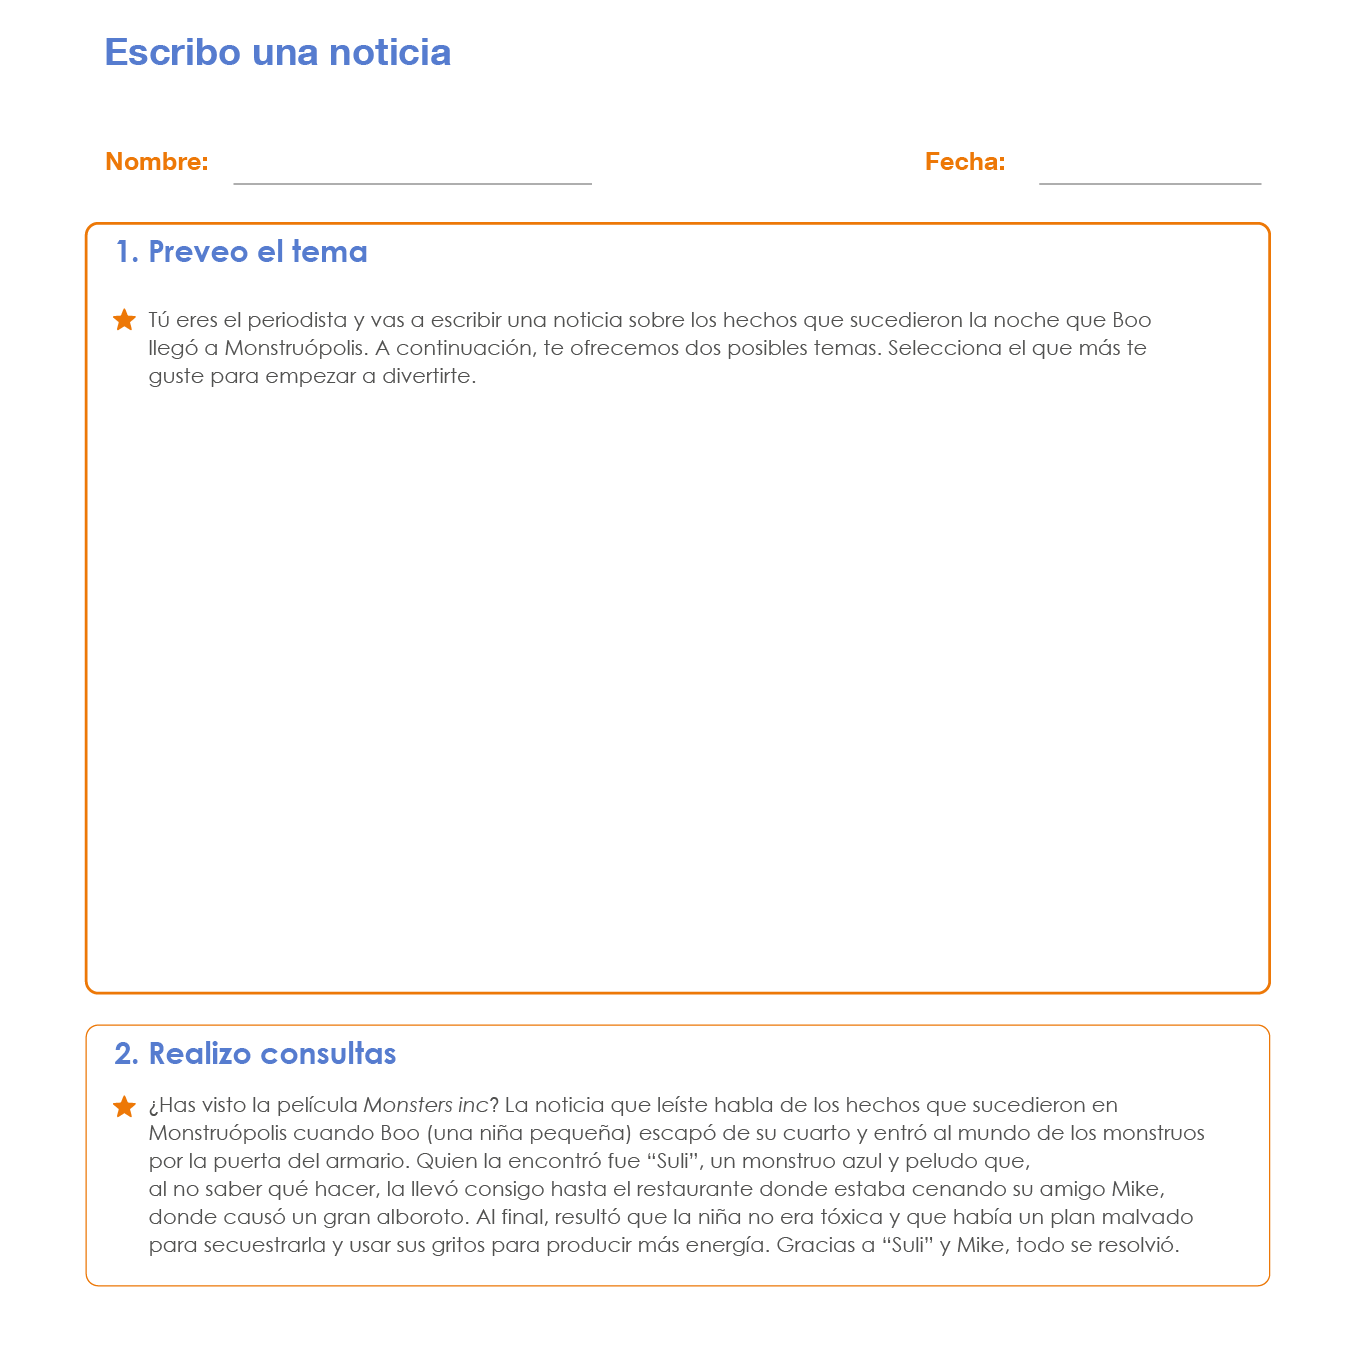 Escribo una noticia
Nombre:
Fecha:
1. Preveo el tema
Tú eres el periodista y vas a escribir una noticia sobre los hechos que sucedieron la noche que Boo
llegó a Monstruópolis. A continuación, te ofrecemos dos posibles temas. Selecciona el que más te
guste para empezar a divertirte.
2. Realizo consultas
¿Has visto la película Monsters inc? La noticia que leíste habla de los hechos que sucedieron en
Monstruópolis cuando Boo (una niña pequeña) escapó de su cuarto y entró al mundo de los monstruos
por la puerta del armario. Quien la encontró fue “Suli”, un monstruo azul y peludo que,
al no saber qué hacer, la llevó consigo hasta el restaurante donde estaba cenando su amigo Mike,
donde causó un gran alboroto. Al final, resultó que la niña no era tóxica y que había un plan malvado
para secuestrarla y usar sus gritos para producir más energía. Gracias a “Suli” y Mike, todo se resolvió.